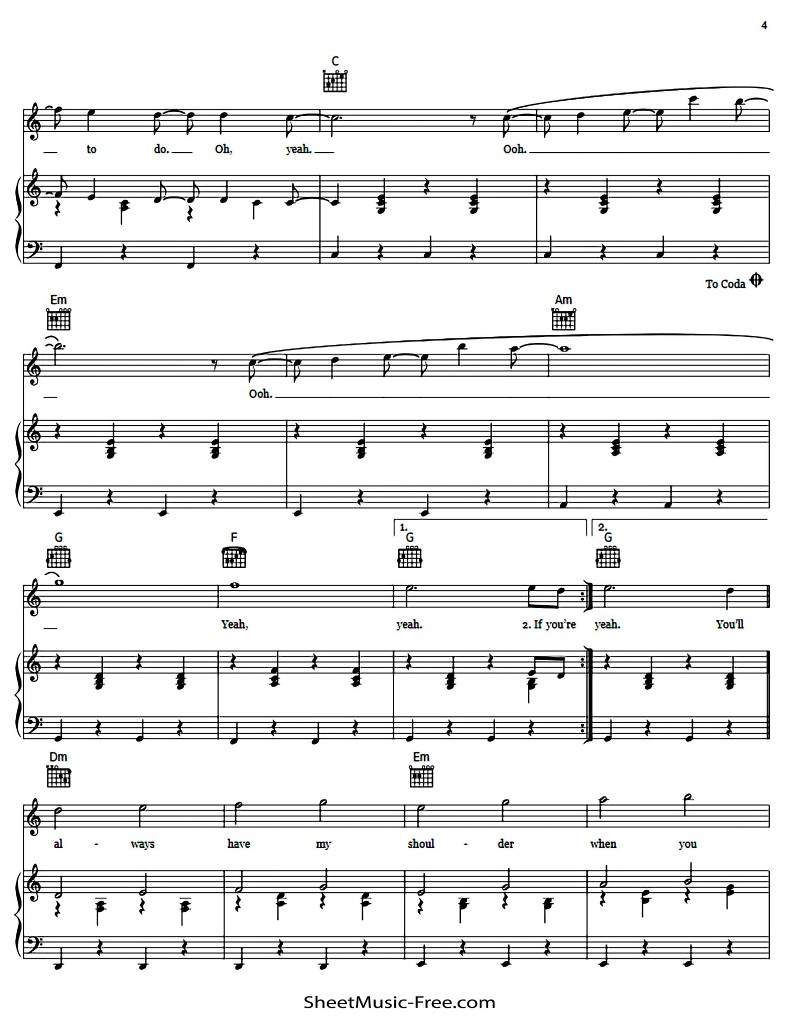 4
C
to do. Oh, yeah. Ooh.
To Coda
Em Am
Ooh.
1. 2.
G F G G
Yeah, yeah. 2. If you're yeah. You'll
Dm Em
al - ways have my shoul - der when you
SheetMusic-Free.com